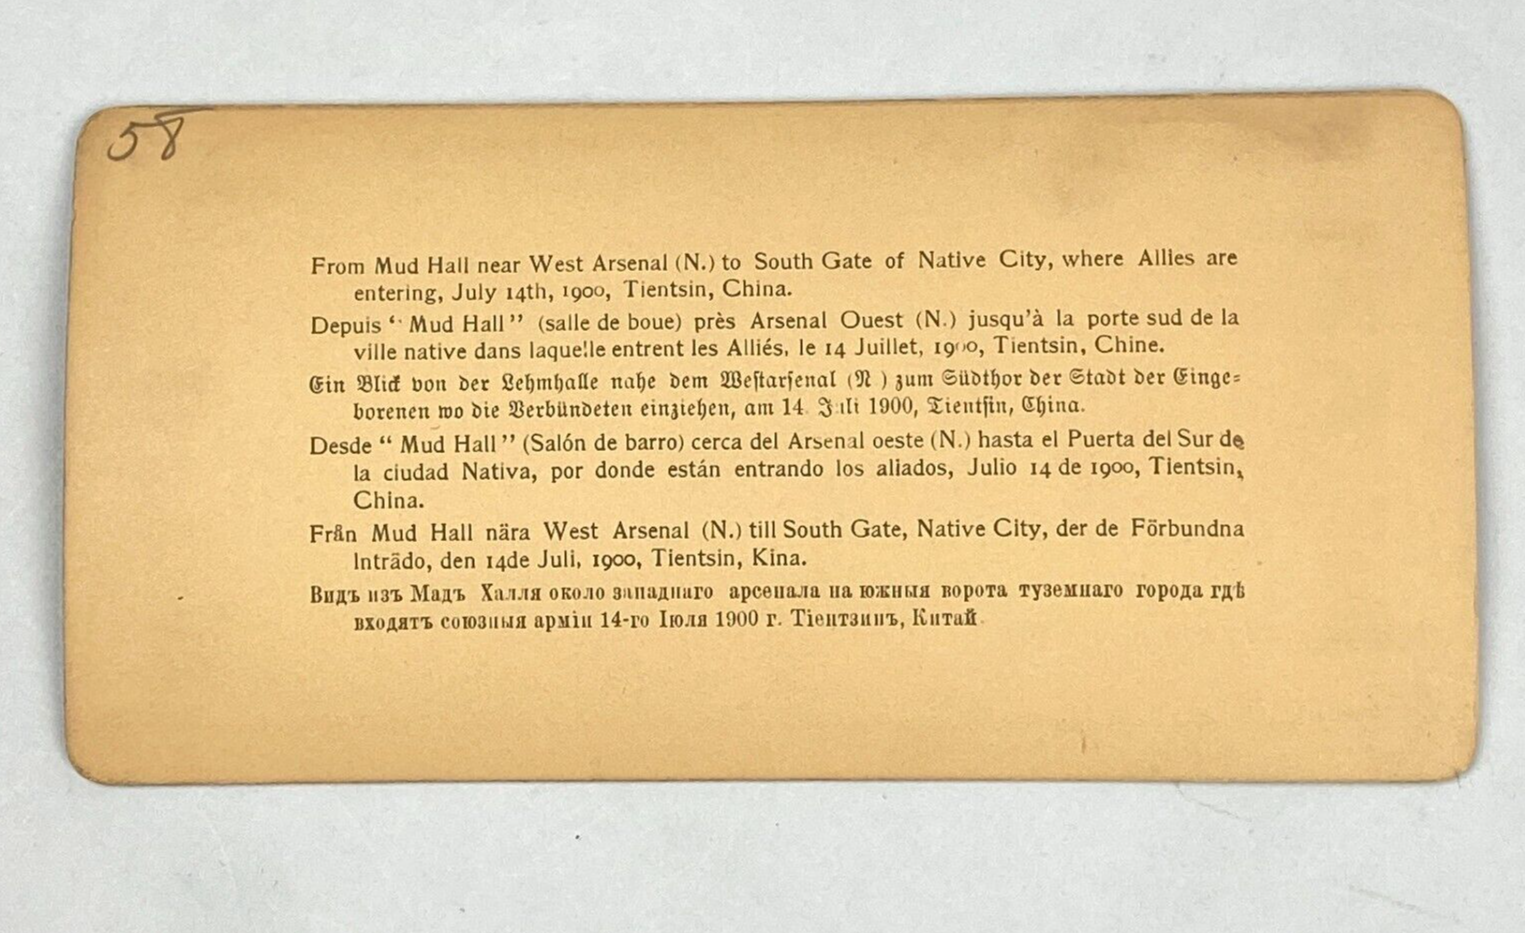 58
From Mud Hall near West Arsenal (N.) to South Gate of Native City, where Allies are
entering, July 14th, 1900, Tientsin, China.
Depuis “ Mud Hall ” (salle de boue) près Arsenal Ouest (N.) jusqu’à la porte sud de la
ville native dans laquelle entrent les Alliés, le 14 Juillet, 1900, Tientsin, Chine.
Ein Blick von der Lehmhalle nahe dem Westarsenal (N ) zum Südthor der Stadt der Einge=
borenen wo die Verbündeten einziehen, am 14. Juli 1900, Tientsin, China.
Desde “ Mud Hall ” (Salón de barro) cerca del Arsenal oeste (N.) hasta el Puerta del Sur de
la ciudad Nativa, por donde están entrando los aliados, Julio 14 de 1900, Tientsin,
China.
Från Mud Hall nära West Arsenal (N.) till South Gate, Native City, der de Förbundna
Inträdo, den 14de Juli, 1900, Tientsin, Kina.
Видъ изъ Мадъ Халля около западнаго арсенала на южныя ворота туземнаго города гдѣ
входятъ союзныя арміи 14-го Іюля 1900 г. Тіентзинъ, Китай.